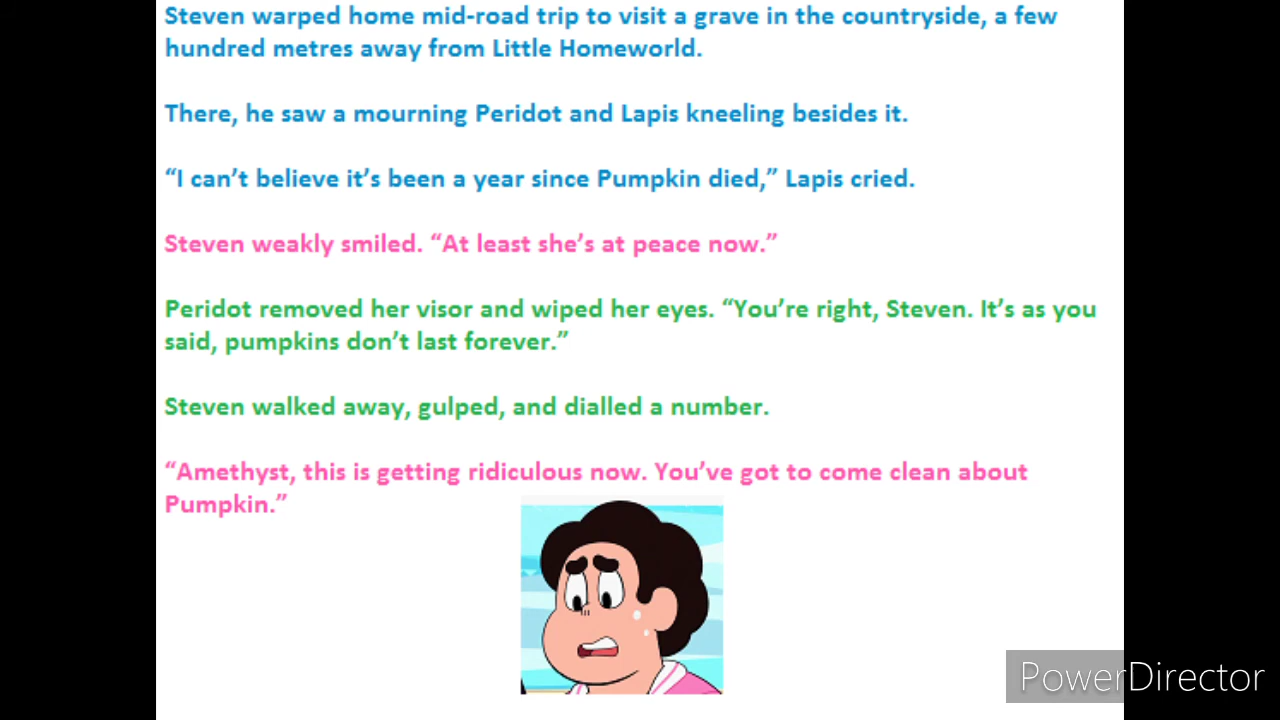 Steven warped home mid-road trip to visit a grave in the countryside, a few
hundred metres away from Little Homeworld.
There, he saw a mourning Peridot and Lapis kneeling besides it.
“I can’t believe it’s been a year since Pumpkin died,” Lapis cried.
Steven weakly smiled. “At least she’s at peace now.”
Peridot removed her visor and wiped her eyes. “You’re right, Steven. It’s as you
said, pumpkins don’t last forever.”
Steven walked away, gulped, and dialled a number.
“Amethyst, this is getting ridiculous now. You’ve got to come clean about
Pumpkin.”
PowerDirector